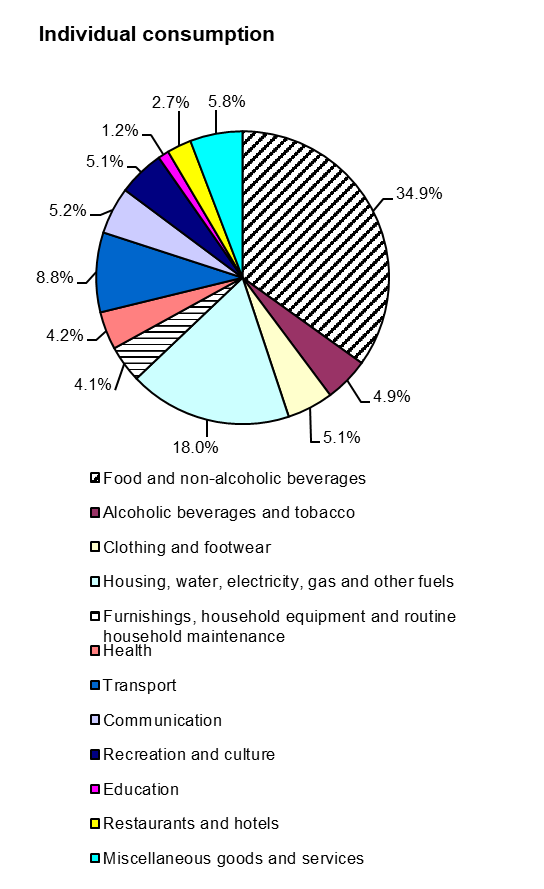 Individual consumption
2.7%
5.8%
1.2%
5.1%
34.9%
5.2%
8.8%
4.2%
4.1%
4.9%
5.1%
18.0%
Food and non-alcoholic beverages
Alcoholic beverages and tobacco
Clothing and footwear
Housing, water, electricity, gas and other fuels
Furnishings, household equipment and routine
household maintenance
Health
Transport
Communication
Recreation and culture
Education
Restaurants and hotels
Miscellaneous goods and services